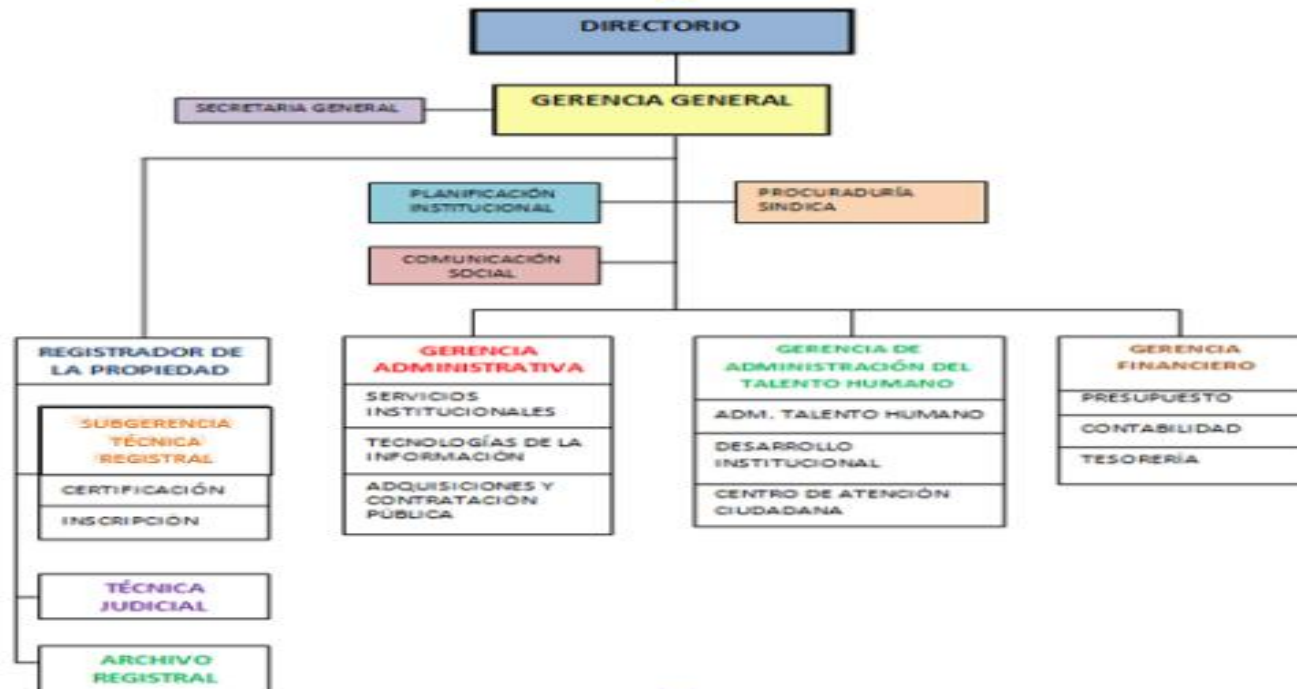 DIRECTORIO
GERENCIA GENERAL
SECRETARIA GENERAL
PLANIFICACIÓN
INSTITUCIONAL
PROCURADURÍA
SINDICA
COMUNICACIÓN
SOCIAL
REGISTRADOR DE
LA PROPIEDAD
SUBGERENCIA
TÉCNICA
REGISTRAL
CERTIFICACIÓN
INSCRIPCIÓN
TÉCNICA
JUDICIAL
ARCHIVO
REGISTRAL
GERENCIA
ADMINISTRATIVA
SERVICIOS
INSTITUCIONALES
TECNOLOGÍAS DE LA
INFORMACIÓN
ADQUISICIONES Y
CONTRATACIÓN
PÚBLICA
GERENCIA DE
ADMINISTRACIÓN DEL
TALENTO HUMANO
ADM. TALENTO HUMANO
DESARROLLO
INSTITUCIONAL
CENTRO DE ATENCIÓN
CIUDADANA
GERENCIA
FINANCIERO
PRESUPUESTO
CONTABILIDAD
TESORERÍA